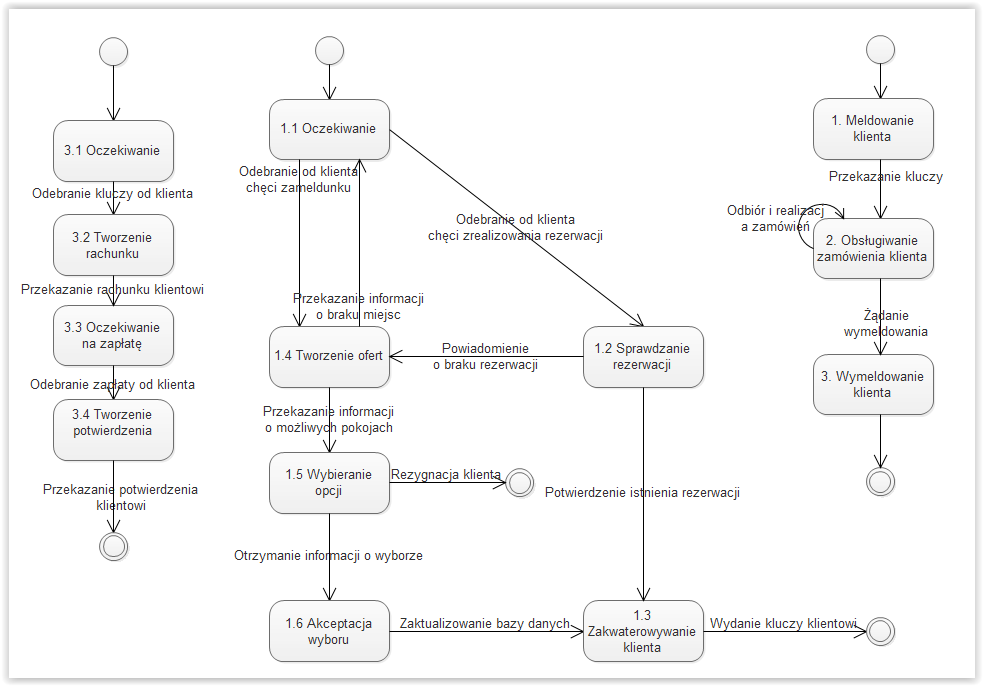 3.1 Oczekiwanie
Odebranie kluczy od klienta
3.2 Tworzenie
rachunku
Przekazanie rachunku klientowi
3.3 Oczekiwanie
na zapłatę
Odebranie zapłaty od klienta
3.4 Tworzenie
potwierdzenia
Przekazanie potwierdzenia
klientowi
1.1 Oczekiwanie
Odebranie od klienta
chęci zameldunku
Odebranie od klienta
chęci zrealizowania rezerwacji
Przekazanie informacji
o braku miejsc
1.4 Tworzenie ofert
Powiadomienie
o braku rezerwacji
1.2 Sprawdzanie
rezerwacji
Przekazanie informacji
o możliwych pokojach
1.5 Wybieranie
opcji
Rezygnacja klienta
Potwierdzenie istnienia rezerwacji
Otrzymanie informacji o wyborze
1.6 Akceptacja
wyboru
Zaktualizowanie bazy danych
1.3
Zakwaterowywanie
klienta
Wydanie kluczy klientowi
1. Meldowanie
klienta
Przekazanie kluczy
Odbiór i realizacj
a zamówień
2. Obsługiwanie
zamówienia klienta
Żądanie
wymeldowania
3. Wymeldowanie
klienta